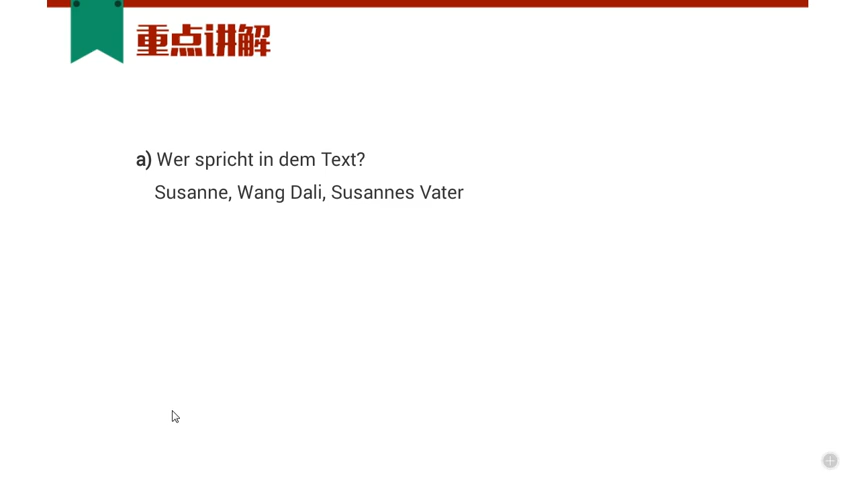 重点讲解
a) Wer spricht in dem Text?
Susanne, Wang Dali, Susannes Vater